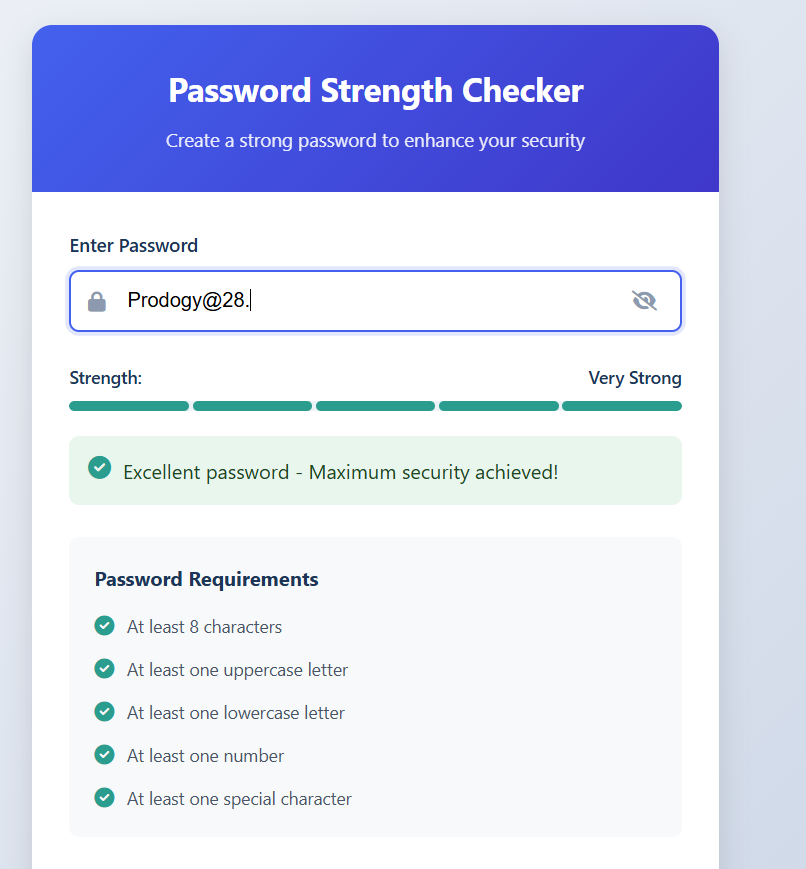 Password Strength Checker
Create a strong password to enhance your security
Enter Password
Prodogy@28.
Strength: Very Strong
Excellent password - Maximum security achieved!
Password Requirements
At least 8 characters
At least one uppercase letter
At least one lowercase letter
At least one number
At least one special character